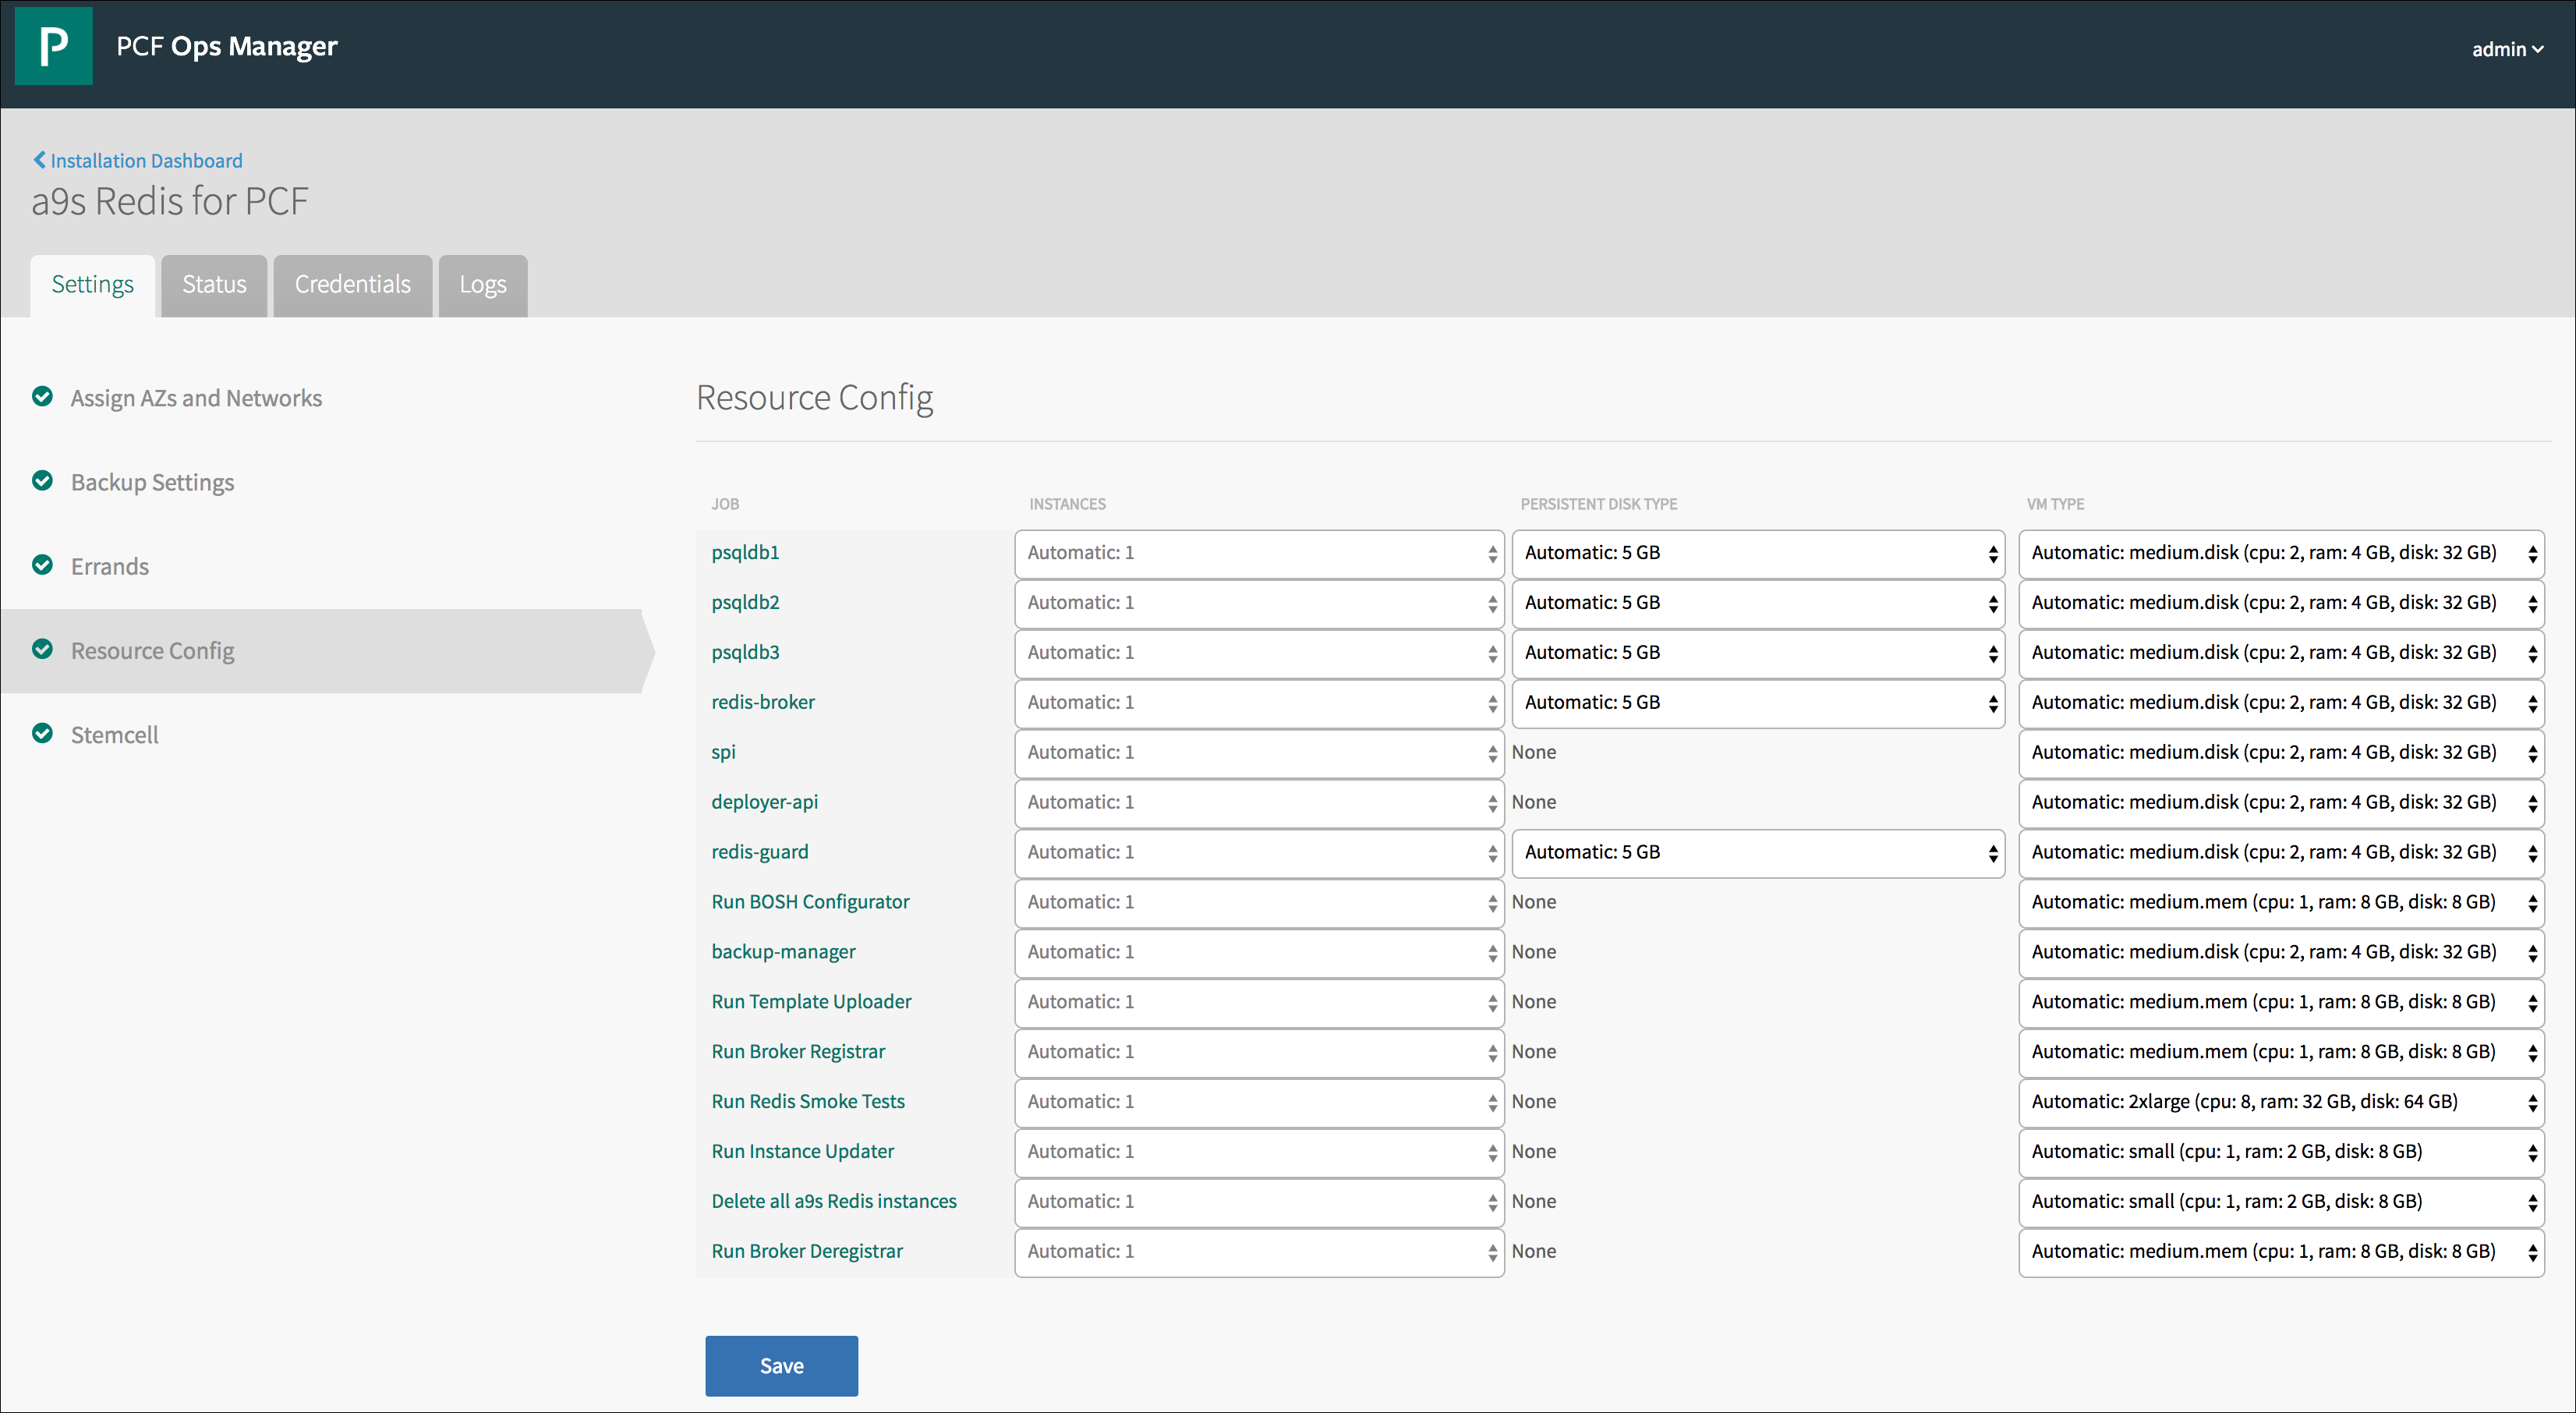 P PCF Ops Manager admin
Installation Dashboard
a9s Redis for PCF
Settings Status Credentials Logs
Assign AZs and Networks
Backup Settings
Errands
Resource Config
Stemcell
Resource Config
JOB INSTANCES PERSISTENT DISK TYPE VM TYPE
psqldb1 Automatic: 1 Automatic: 5 GB Automatic: medium.disk (cpu: 2, ram: 4 GB, disk: 32 GB)
psqldb2 Automatic: 1 Automatic: 5 GB Automatic: medium.disk (cpu: 2, ram: 4 GB, disk: 32 GB)
psqldb3 Automatic: 1 Automatic: 5 GB Automatic: medium.disk (cpu: 2, ram: 4 GB, disk: 32 GB)
redis-broker Automatic: 1 Automatic: 5 GB Automatic: medium.disk (cpu: 2, ram: 4 GB, disk: 32 GB)
spi Automatic: 1 None Automatic: medium.disk (cpu: 2, ram: 4 GB, disk: 32 GB)
deployer-api Automatic: 1 None Automatic: medium.disk (cpu: 2, ram: 4 GB, disk: 32 GB)
redis-guard Automatic: 1 Automatic: 5 GB Automatic: medium.disk (cpu: 2, ram: 4 GB, disk: 32 GB)
Run BOSH Configurator Automatic: 1 None Automatic: medium.mem (cpu: 1, ram: 8 GB, disk: 8 GB)
backup-manager Automatic: 1 None Automatic: medium.disk (cpu: 2, ram: 4 GB, disk: 32 GB)
Run Template Uploader Automatic: 1 None Automatic: medium.mem (cpu: 1, ram: 8 GB, disk: 8 GB)
Run Broker Registrar Automatic: 1 None Automatic: medium.mem (cpu: 1, ram: 8 GB, disk: 8 GB)
Run Redis Smoke Tests Automatic: 1 None Automatic: 2xlarge (cpu: 8, ram: 32 GB, disk: 64 GB)
Run Instance Updater Automatic: 1 None Automatic: small (cpu: 1, ram: 2 GB, disk: 8 GB)
Delete all a9s Redis instances Automatic: 1 None Automatic: small (cpu: 1, ram: 2 GB, disk: 8 GB)
Run Broker Deregistrar Automatic: 1 None Automatic: medium.mem (cpu: 1, ram: 8 GB, disk: 8 GB)
Save